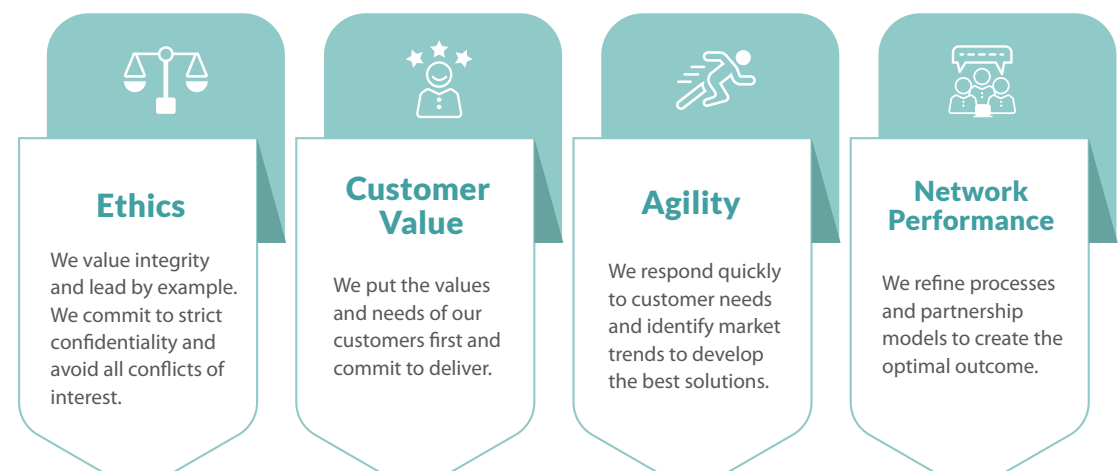 Ethics
We value integrity
and lead by example.
We commit to strict
confidentiality and
avoid all conflicts of
interest.
Customer
Value
We put the values
and needs of our
customers first and
commit to deliver.
Agility
We respond quickly
to customer needs
and identify market
trends to develop
the best solutions.
Network
Performance
We refine processes
and partnership
models to create the
optimal outcome.